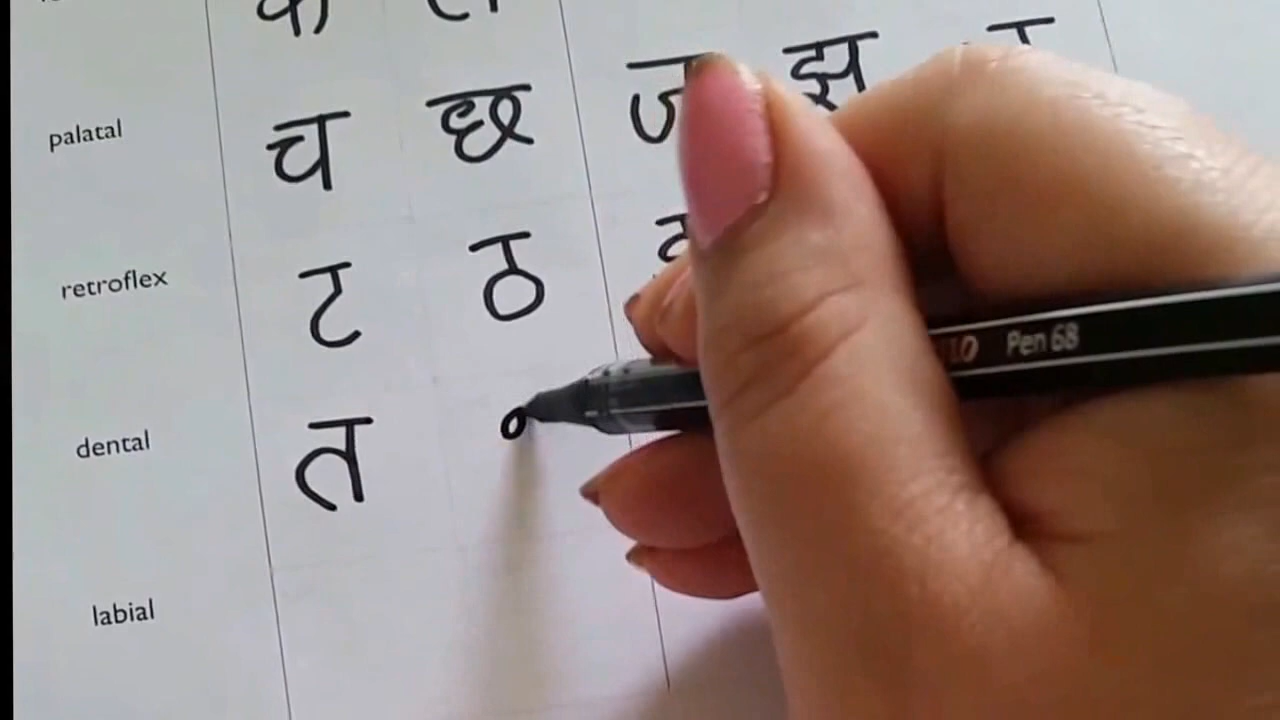 palatal च छ ज झ
retroflex ट ठ
dental त
labial
Pen 68